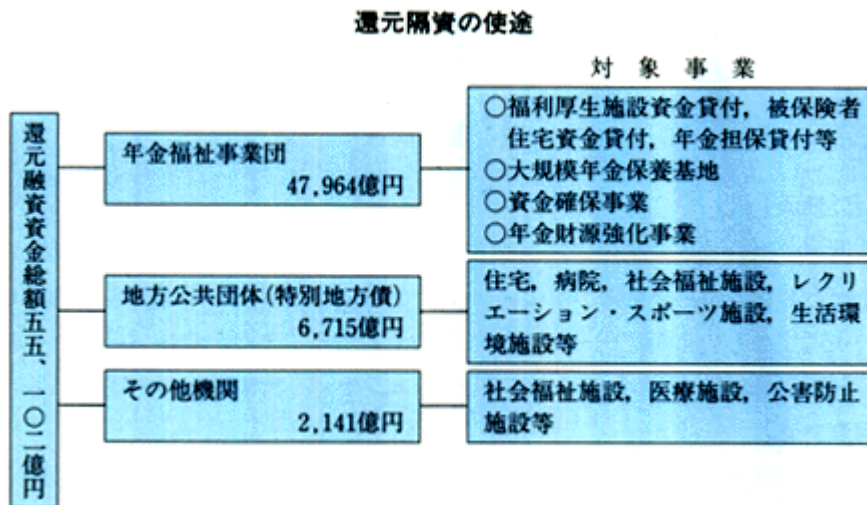 還元隔資の使途
対象事業
還元融資資金総額五五、一〇二億円
年金福祉事業団
47,964億円
○福利厚生施設資金貸付，被保険者
住宅資金貸付，年金担保貸付等
○大規模年金保養基地
○資金確保事業
○年金財源強化事業
地方公共団体(特別地方債)
6,715億円
住宅，病院，社会福祉施設，レクリ
エーション・スポーツ施設，生活環
境施設等
その他機関
2,141億円
社会福祉施設，医療施設，公害防止
施設等